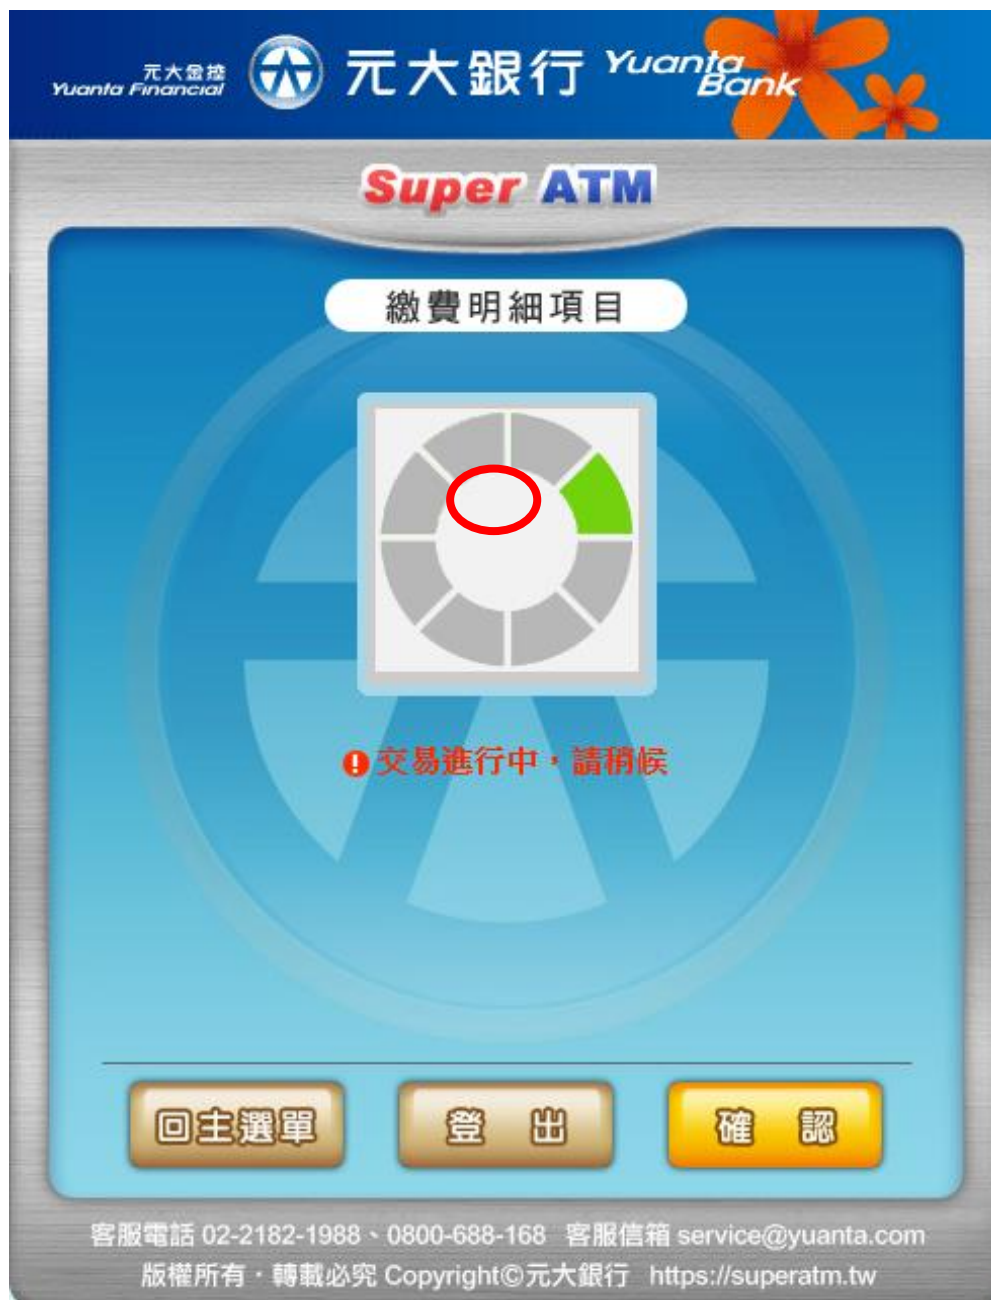 元大金控
Yuanta Financial
元大銀行
Yuanta
Bank
Super ATM
繳費明細項目
交易進行中，請稍候
回主選單
登 出
確 認
客服電話 02-2182-1988、0800-688-168 客服信箱 service@yuanta.com
版權所有．轉載必究 Copyright©元大銀行 https://superatm.tw